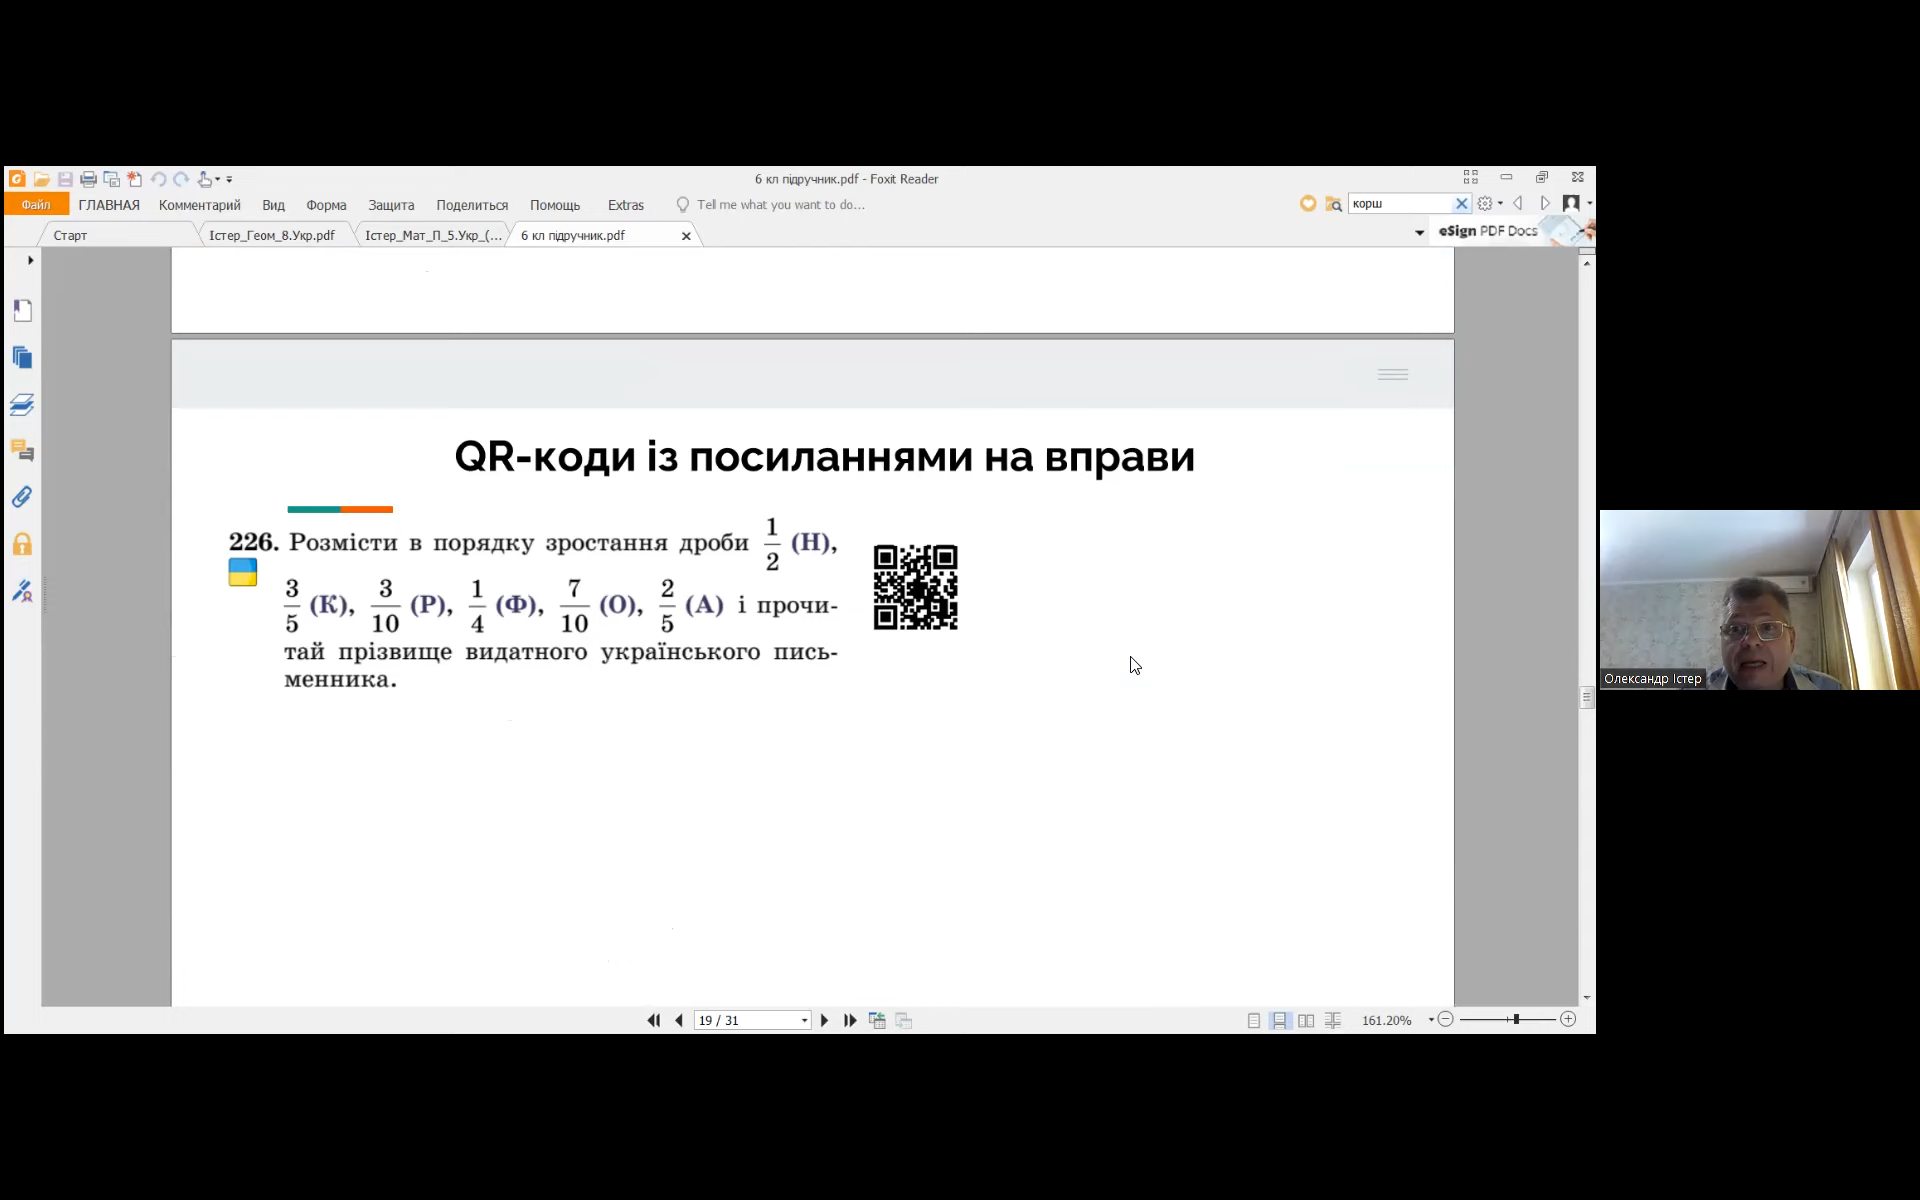 6 кл підручник.pdf - Foxit Reader
Файл ГЛАВНАЯ Комментарий Вид Форма Защита Поделиться Помощь Extras Tell me what you want to do... корш
Старт Істер_Геом_8.Укр.pdf Істер_Мат_П_5.Укр_(... 6 кл підручник.pdf eSign PDF Docs
QR-коди із посиланнями на вправи
226. Розмісти в порядку зростання дроби 1/2 (Н),
3/5 (К), 3/10 (Р), 1/4 (Ф), 7/10 (О), 2/5 (А) і прочи-
тай прізвище видатного українського пись-
менника.
Олександр Істер
19 / 31 161.20%